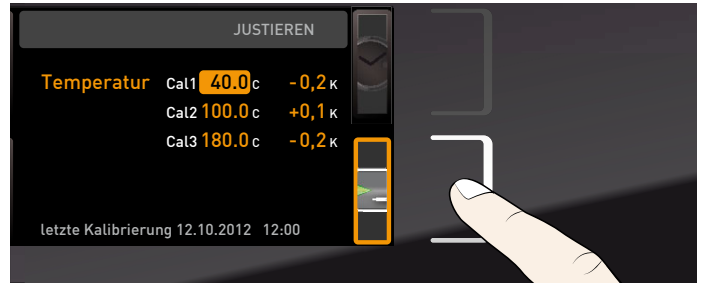 JUSTIEREN
Temperatur Cal1 40.0 c - 0,2 K
Cal2 100.0 c +0,1 K
Cal3 180.0 c - 0,2 K
letzte Kalibrierung 12.10.2012 12:00